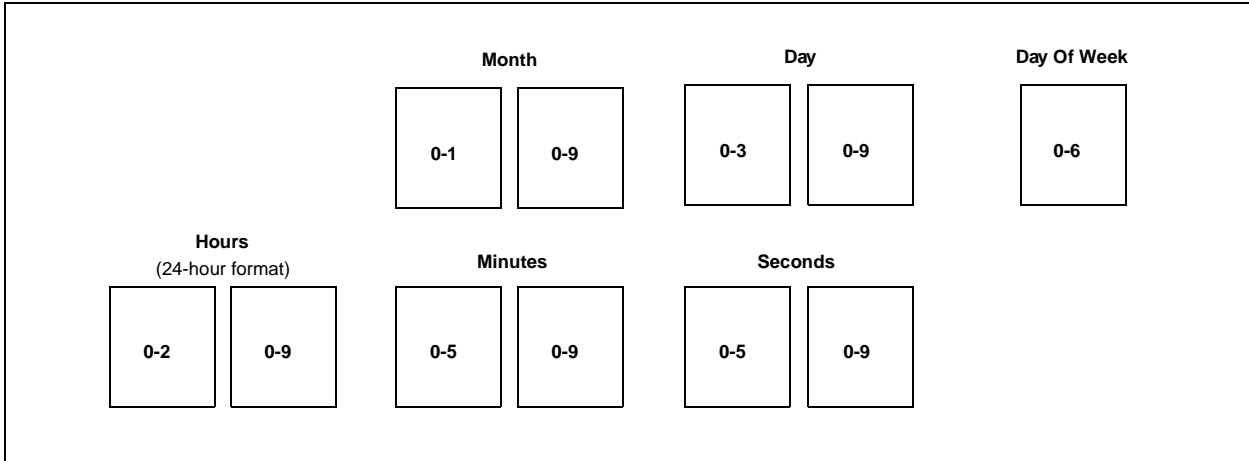 Month Day Day Of Week
0-1 0-9 0-3 0-9 0-6
Hours
(24-hour format) Minutes Seconds
0-2 0-9 0-5 0-9 0-5 0-9